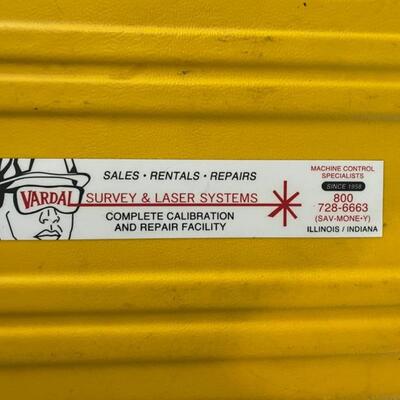 SALES • RENTALS • REPAIRS
VARDAL
SURVEY & LASER SYSTEMS
COMPLETE CALIBRATION
AND REPAIR FACILITY
MACHINE CONTROL
SPECIALISTS
SINCE 1958
800
728-6663
(SAV-MONE•Y)
ILLINOIS / INDIANA